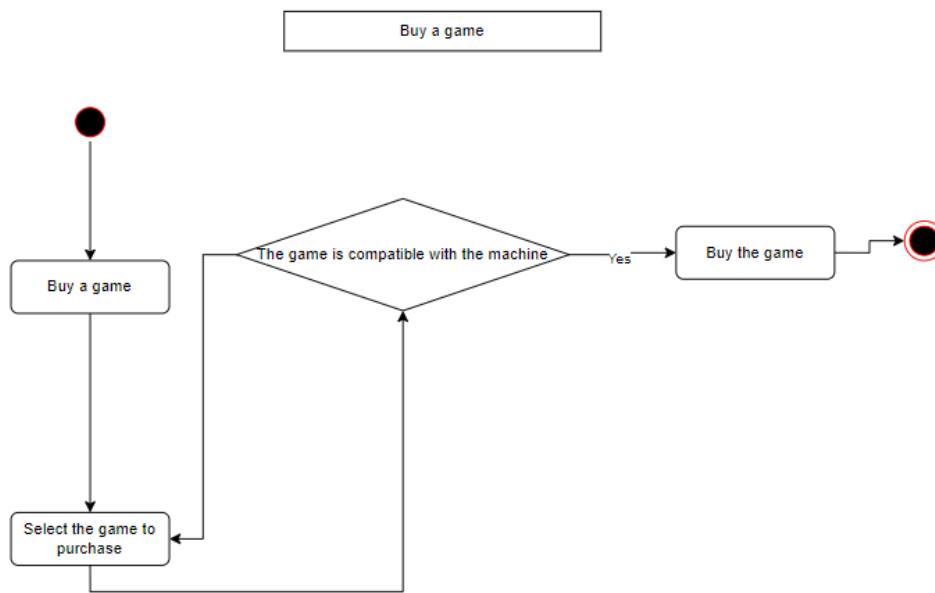 Buy a game
The game is compatible with the machine
Yes
Buy the game
Buy a game
Select the game to
purchase